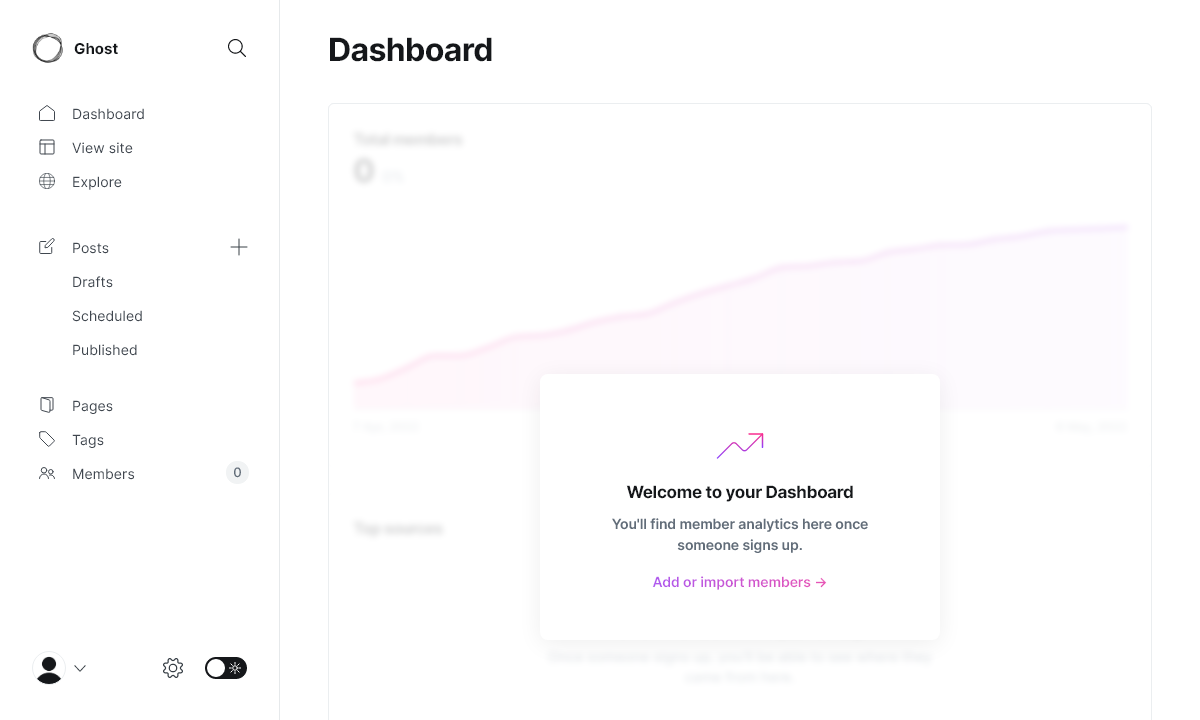 Ghost
Dashboard
View site
Explore
Posts
Drafts
Scheduled
Published
Pages
Tags
Members
0
Dashboard
Total members
0
Top sources
Welcome to your Dashboard
You'll find member analytics here once
someone signs up.
Add or import members →